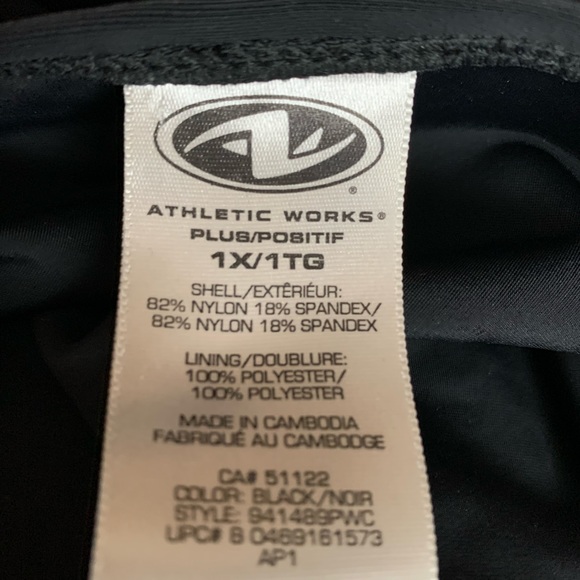 ATHLETIC WORKS®
PLUS/POSITIF
1X/1TG
SHELL/EXTÊRIÉUR:
82% NYLON 18% SPANDEX/
82% NYLON 18% SPANDEX
LINING/DOUBLURE:
100% POLYESTER/
100% POLYESTER
MADE IN CAMBODIA
FABRIQUÉ AU CAMBODGE
CA# 51122
COLOR: BLACK/NOIR
STYLE: 941489PWC
UPC# 8 0469161573
AP1